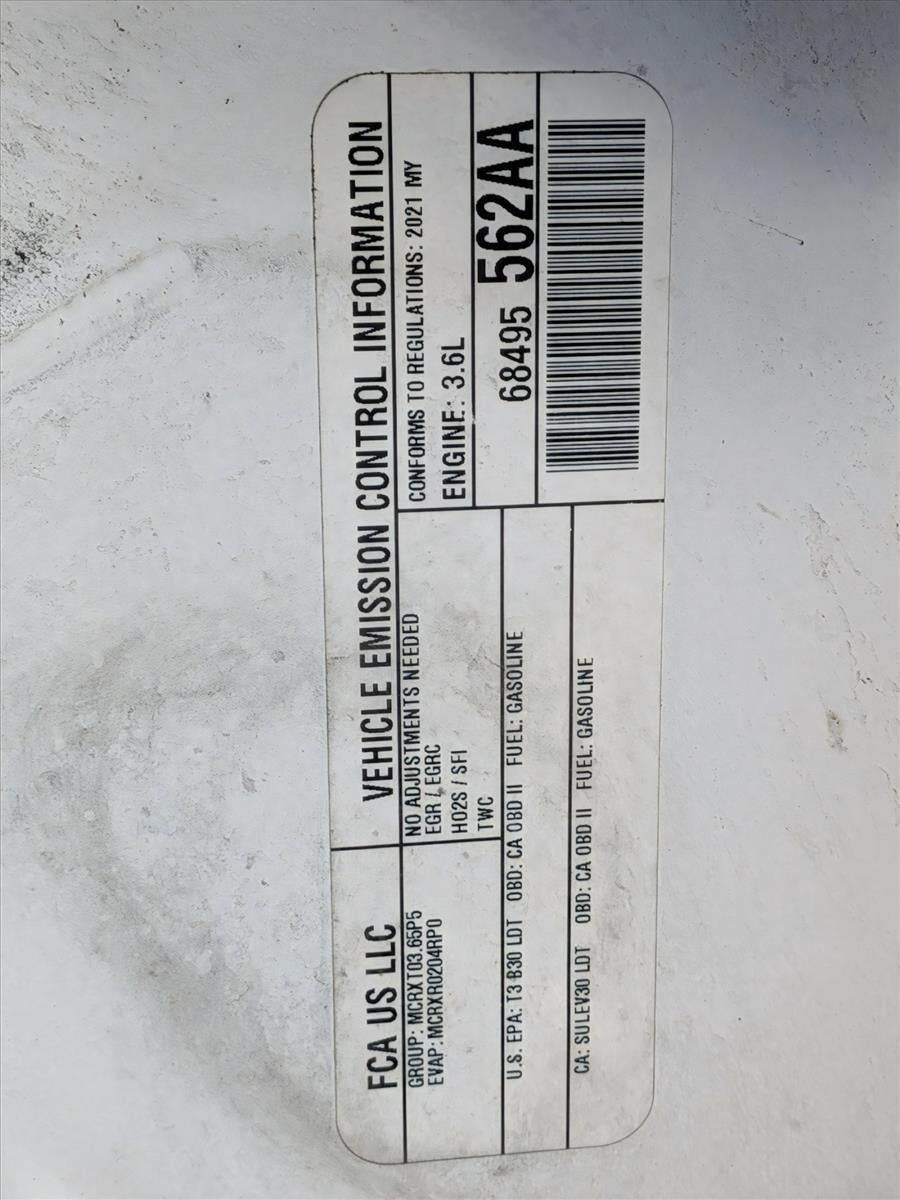 FCA US LLC
VEHICLE EMISSION CONTROL INFORMATION
GROUP: MCRXT03.65P5
EVAP: MCRXR0204RP0
NO ADJUSTMENTS NEEDED
EGR / EGRC
HO2S / SFI
TWC
CONFORMS TO REGULATIONS: 2021 MY
ENGINE: 3.6L
68495 562AA
U.S. EPA: T3 B30 LDT OBD: CA OBD II FUEL: GASOLINE
CA: SULEV30 LDT OBD: CA OBD II FUEL: GASOLINE